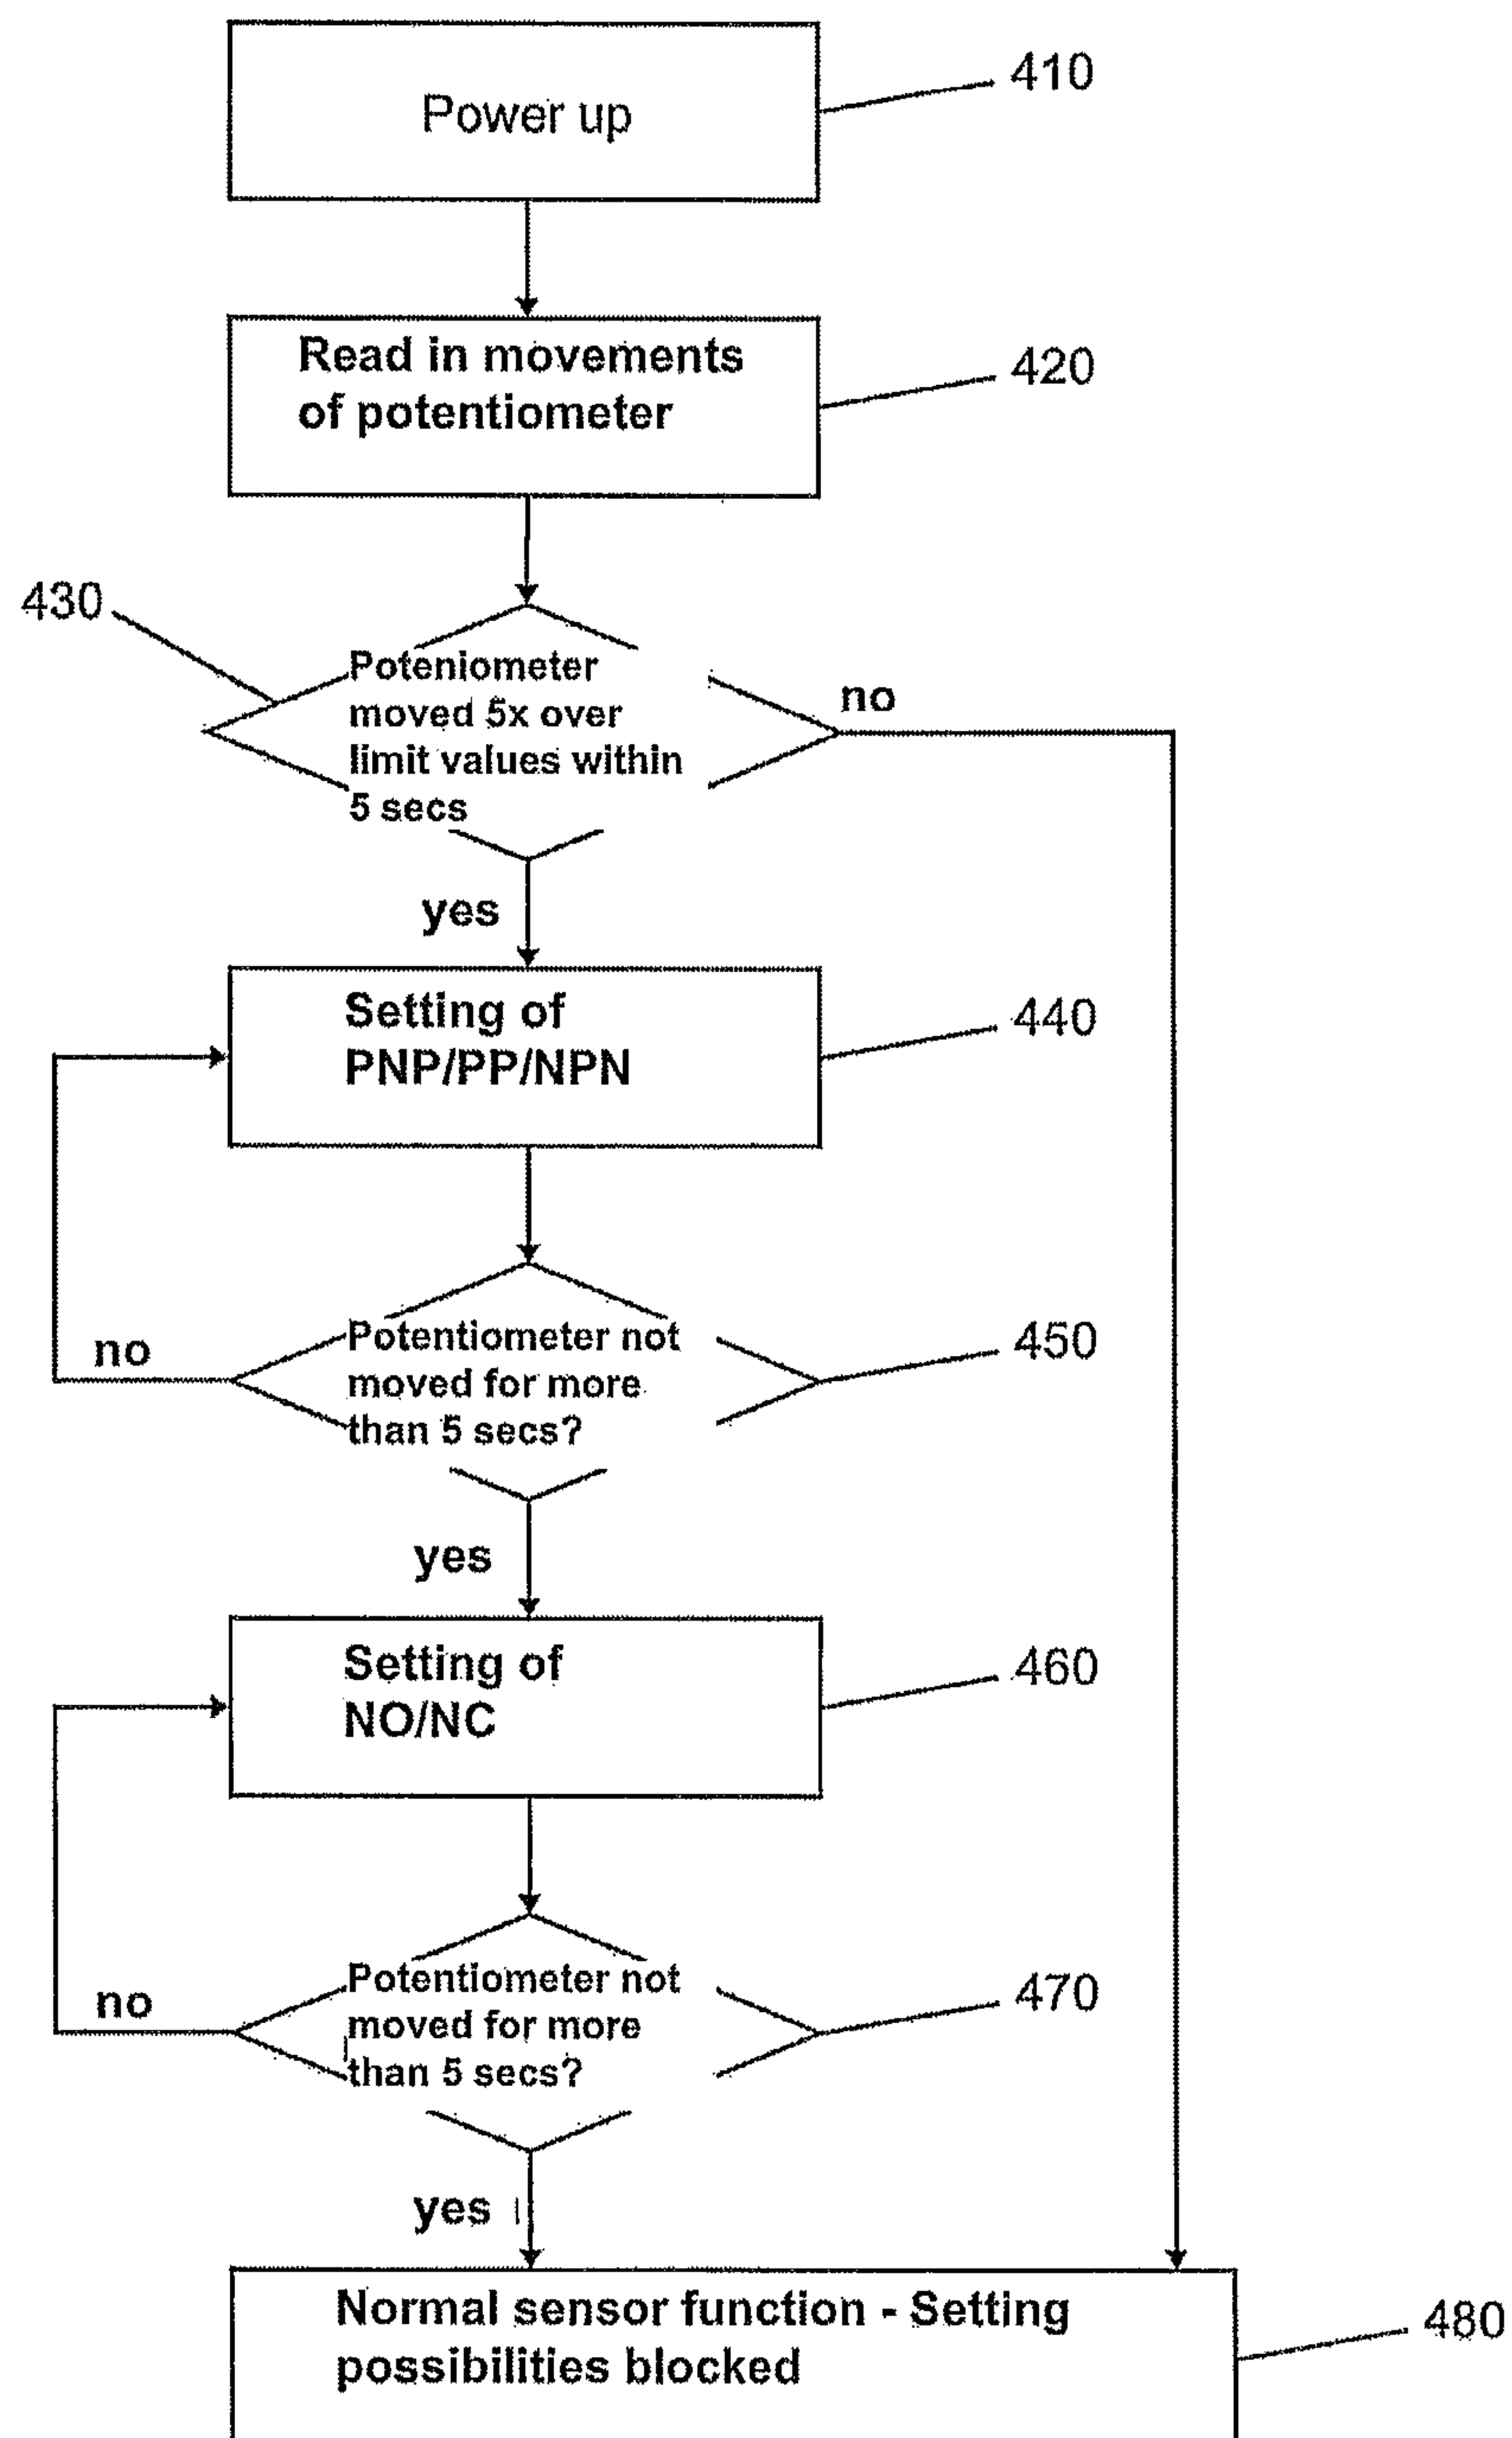 Power up
410
Read in movements
of potentiometer
420
430
Poteniometer
moved 5x over
limit values within
5 secs
no
yes
Setting of
PNP/PP/NPN
440
Potentiometer not
moved for more
than 5 secs?
450
no
yes
Setting of
NO/NC
460
Potentiometer not
moved for more
than 5 secs?
470
no
yes
Normal sensor function - Setting
possibilities blocked
480